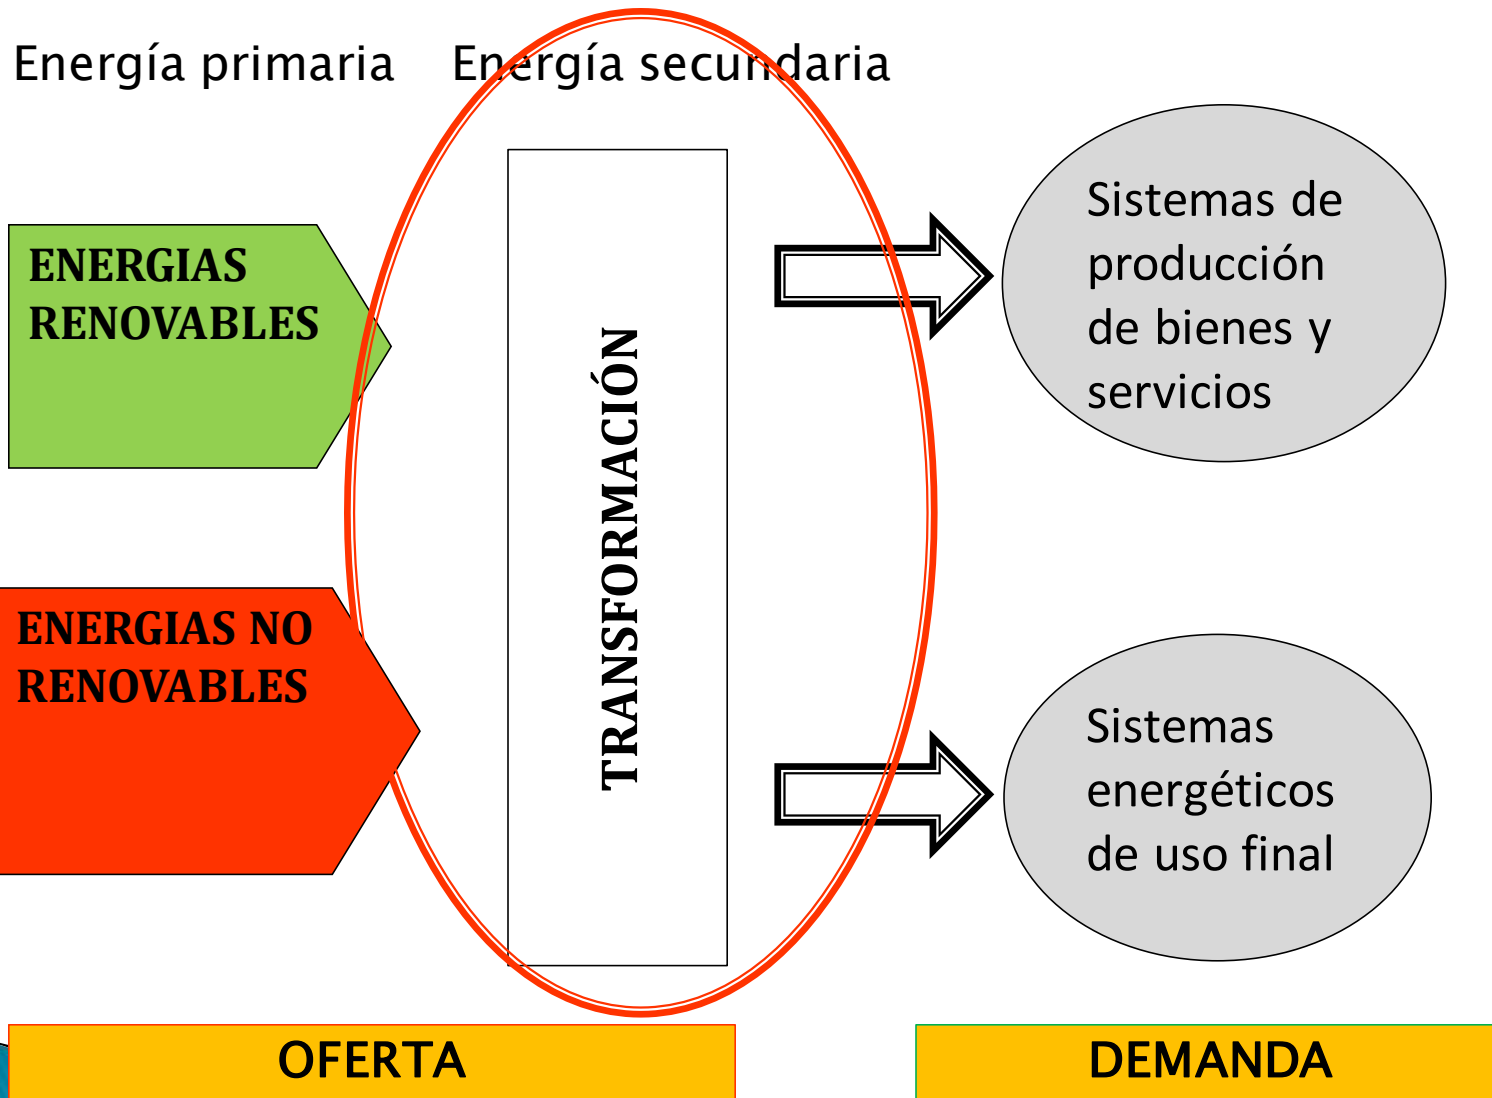 Energía primaria
Energía secundaria
ENERGIAS
RENOVABLES
ENERGIAS NO
RENOVABLES
TRANSFORMACIÓN
Sistemas de
producción
de bienes y
servicios
Sistemas
energéticos
de uso final
OFERTA
DEMANDA